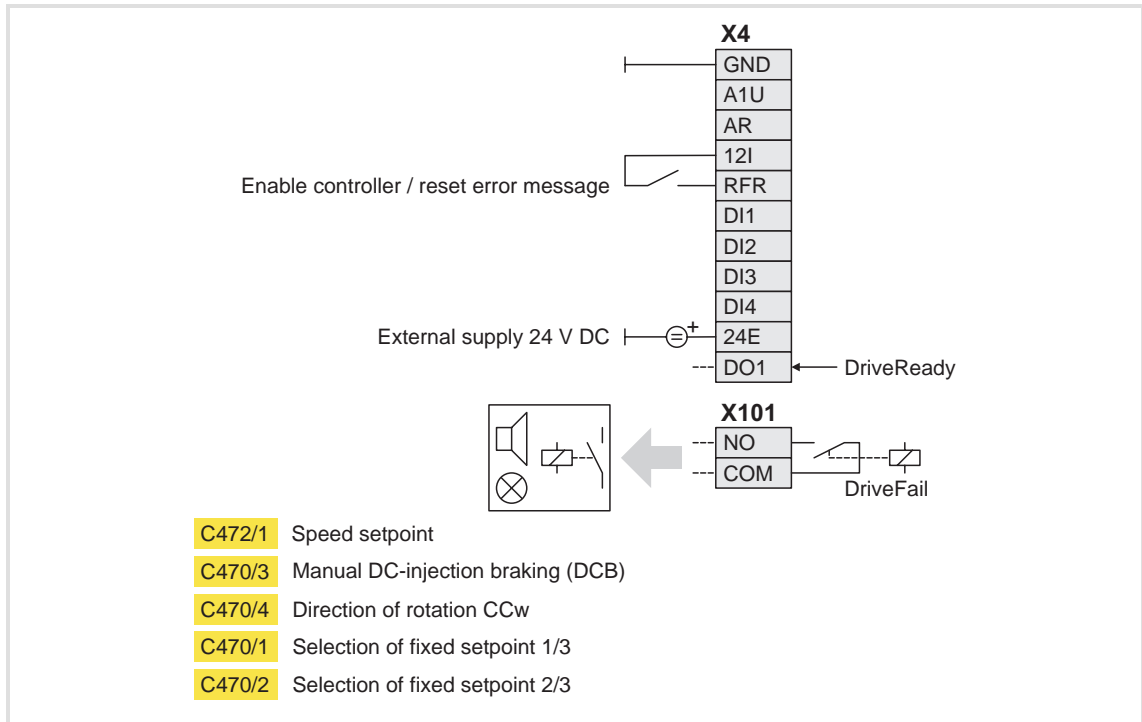 X4
GND
A1U
AR
12I
Enable controller / reset error message RFR
DI1
DI2
DI3
DI4
External supply 24 V DC + 24E
DO1 DriveReady
X101
NO
COM
DriveFail
C472/1 Speed setpoint
C470/3 Manual DC-injection braking (DCB)
C470/4 Direction of rotation CCw
C470/1 Selection of fixed setpoint 1/3
C470/2 Selection of fixed setpoint 2/3